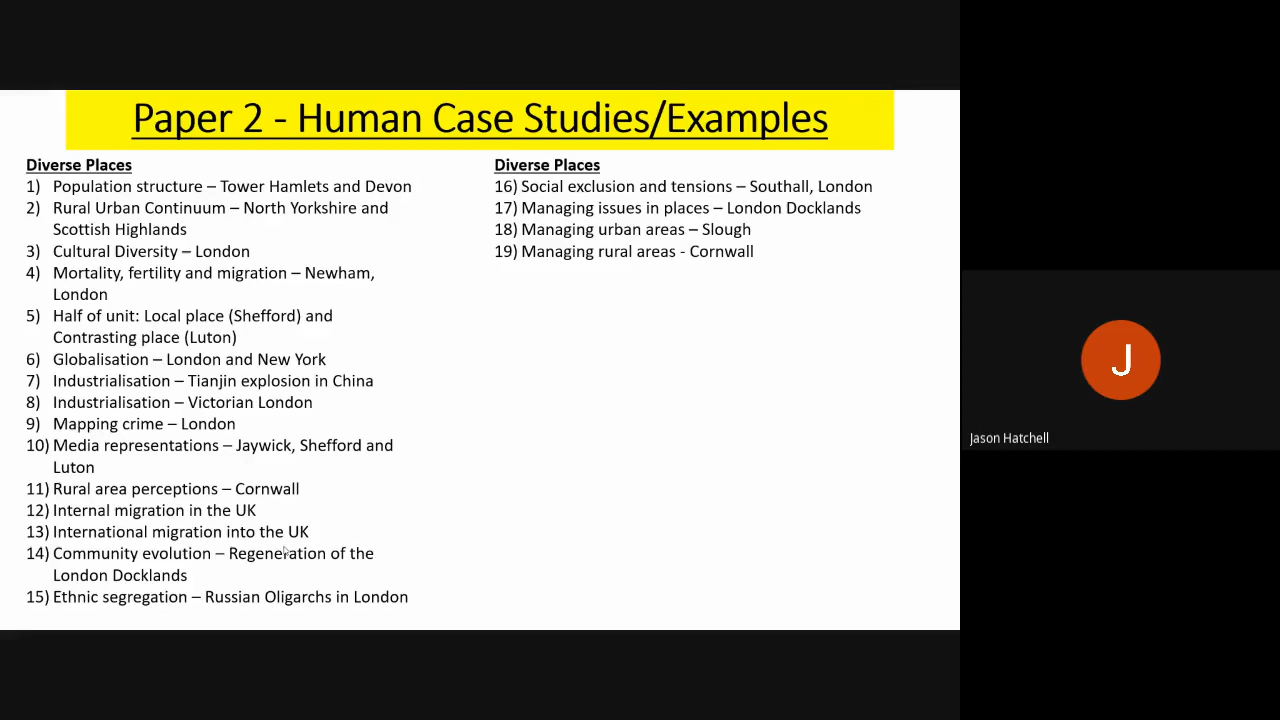 Paper 2 - Human Case Studies/Examples
Diverse Places
1) Population structure – Tower Hamlets and Devon
2) Rural Urban Continuum – North Yorkshire and
Scottish Highlands
3) Cultural Diversity – London
4) Mortality, fertility and migration – Newham,
London
5) Half of unit: Local place (Shefford) and
Contrasting place (Luton)
6) Globalisation – London and New York
7) Industrialisation – Tianjin explosion in China
8) Industrialisation – Victorian London
9) Mapping crime – London
10) Media representations – Jaywick, Shefford and
Luton
11) Rural area perceptions – Cornwall
12) Internal migration in the UK
13) International migration into the UK
14) Community evolution – Regeneration of the
London Docklands
15) Ethnic segregation – Russian Oligarchs in London
Diverse Places
16) Social exclusion and tensions – Southall, London
17) Managing issues in places – London Docklands
18) Managing urban areas – Slough
19) Managing rural areas - Cornwall
J
Jason Hatchell